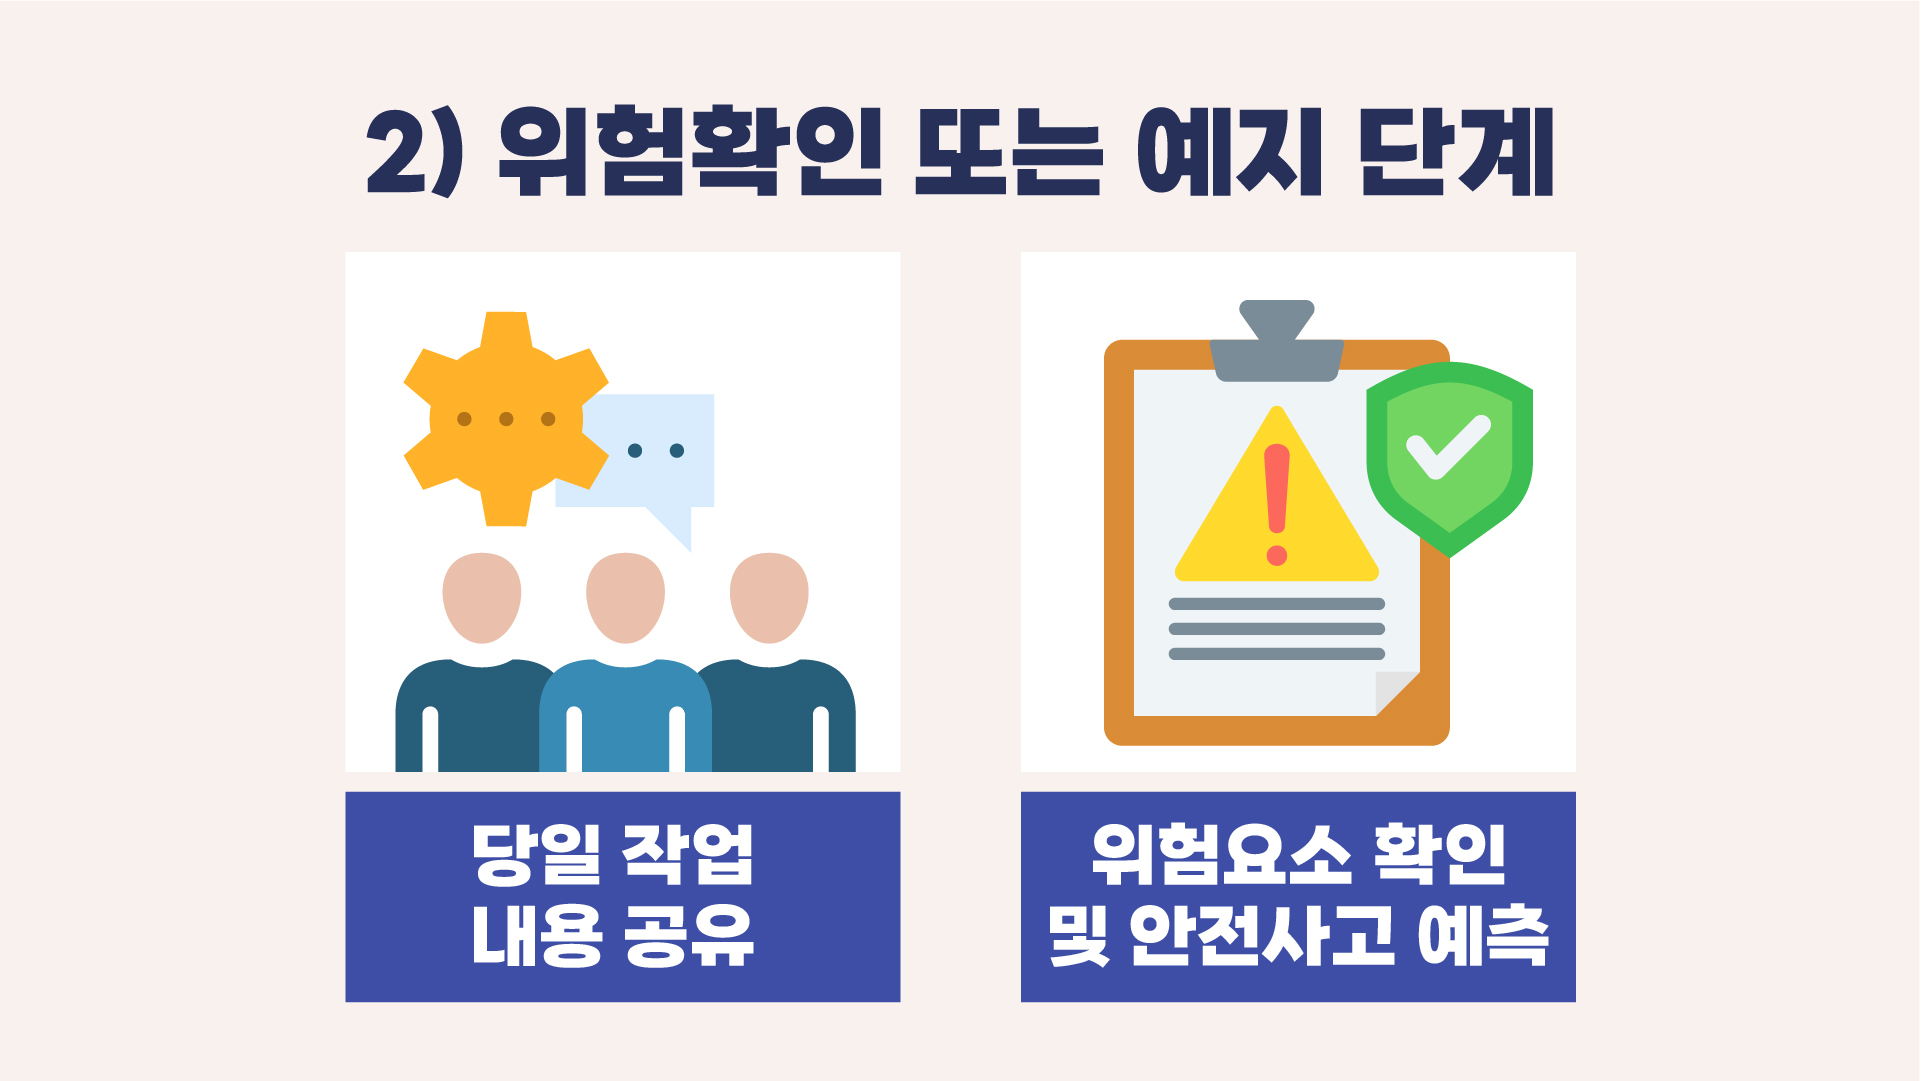 2) 위험확인 또는 예지 단계
당일 작업
내용 공유
위험요소 확인
및 안전사고 예측